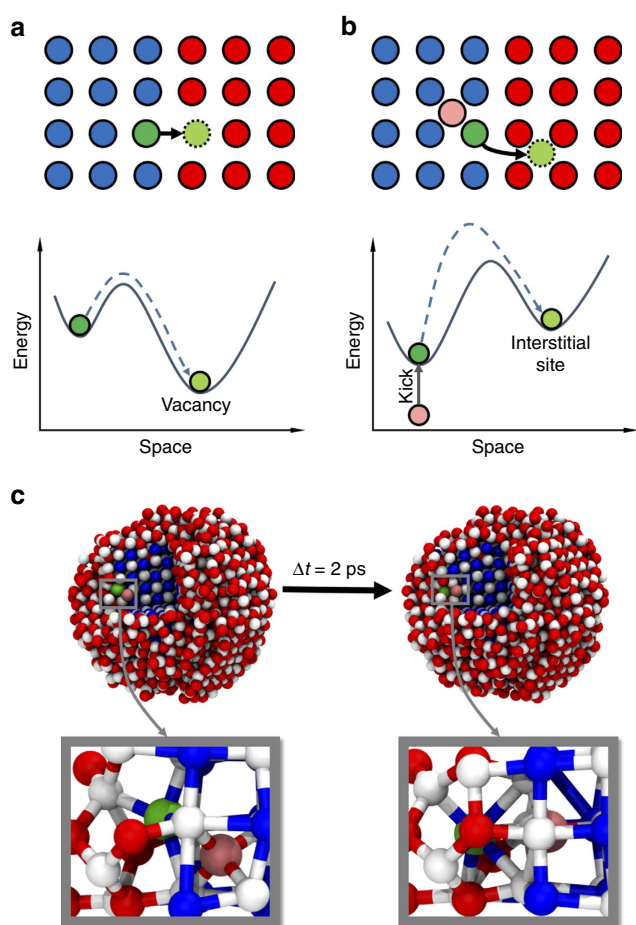 a
b
Energy
Vacancy
Space
Energy
Kick
Interstitial
site
Space
c
Δt = 2 ps